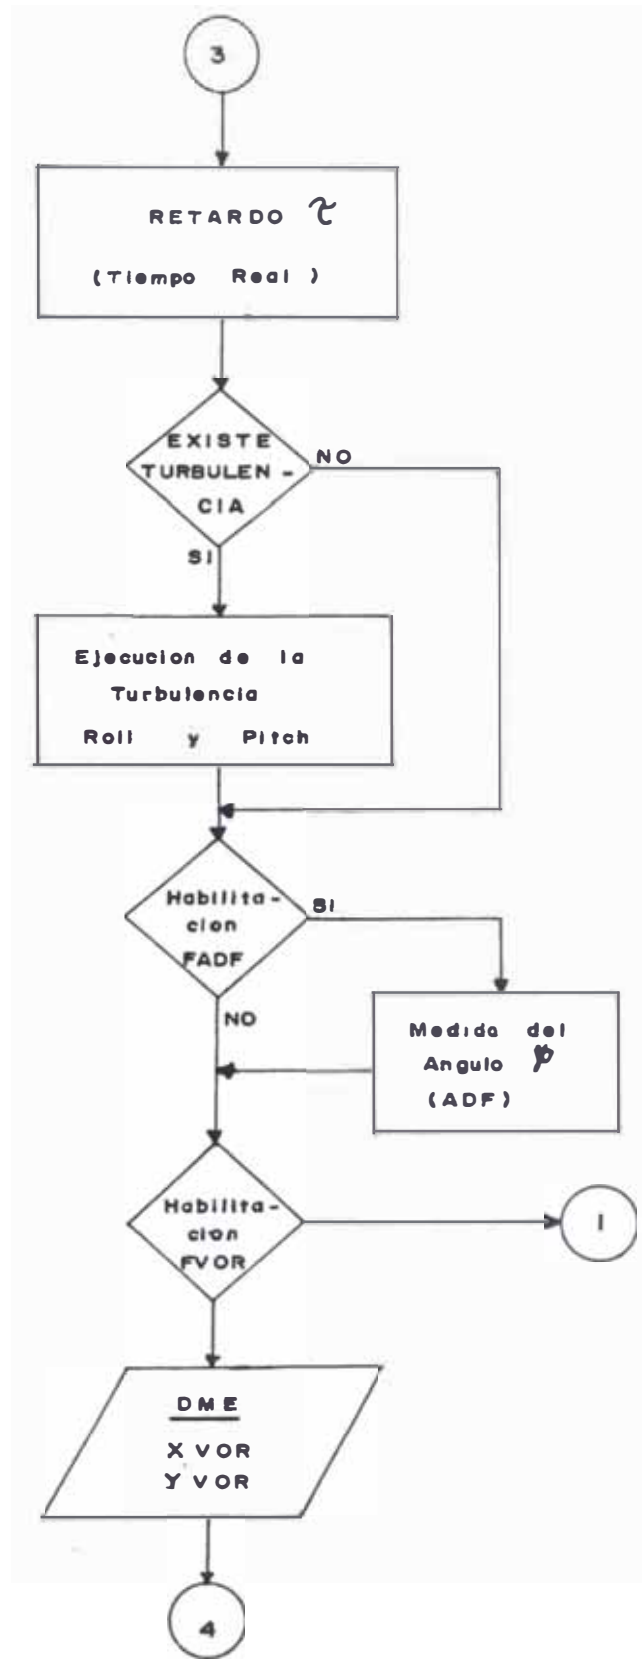 3
RETARDO τ
(Tiempo Real)
EXISTE
TURBULEN-
CIA
NO
SI
Ejecucion de la
Turbulencia
Roll y Pitch
Habilita-
cion
FADF
SI
NO
Medida del
Angulo ψ
(ADF)
Habilita-
cion
FVOR
1
DME
X VOR
Y VOR
4